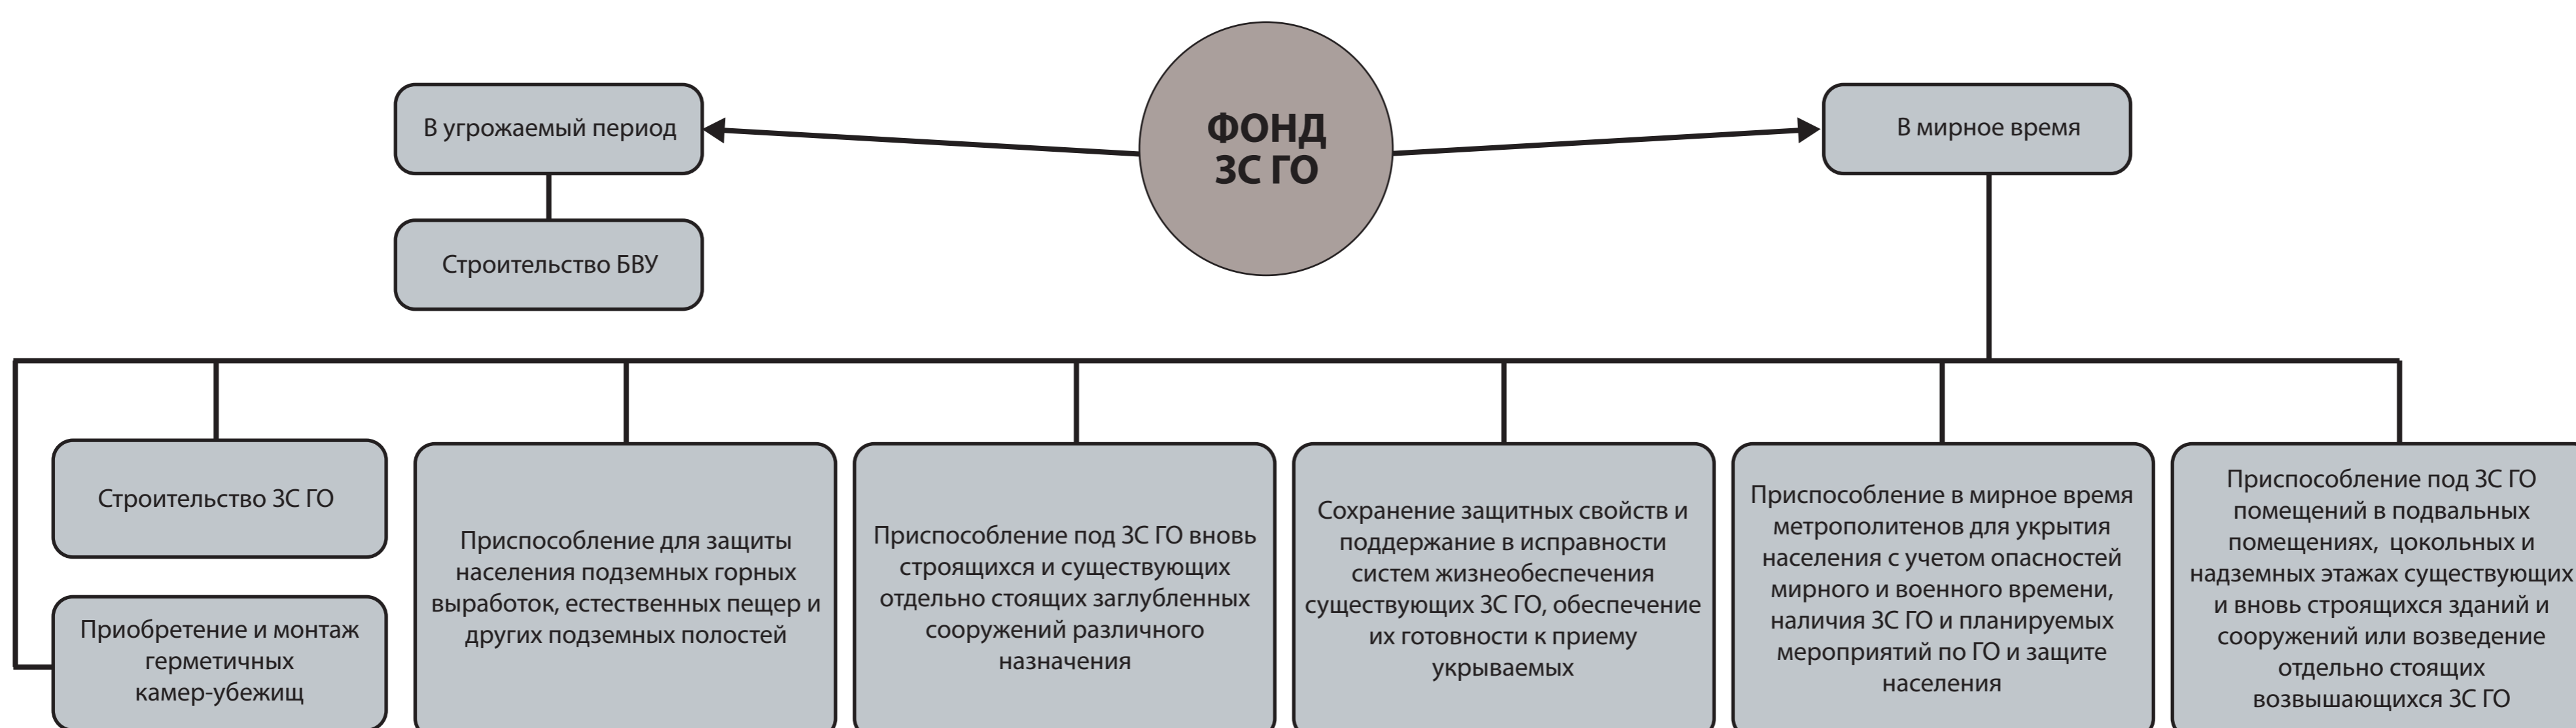 ФОНД
ЗС ГО
В угрожаемый период
В мирное время
Строительство БВУ
Строительство ЗС ГО
Приобретение и монтаж
герметичных
камер-убежищ
Приспособление для защиты
населения подземных горных
выработок, естественных пещер и
других подземных полостей
Приспособление под ЗС ГО вновь
строящихся и существующих
отдельно стоящих заглубленных
сооружений различного
назначения
Сохранение защитных свойств и
поддержание в исправности
систем жизнеобеспечения
существующих ЗС ГО, обеспечение
их готовности к приему
укрываемых
Приспособление в мирное время
метрополитенов для укрытия
населения с учетом опасностей
мирного и военного времени,
наличия ЗС ГО и планируемых
мероприятий по ГО и защите
населения
Приспособление под ЗС ГО
помещений в подвальных
помещениях, цокольных и
надземных этажах существующих
и вновь строящихся зданий и
сооружений или возведение
отдельно стоящих
возвышающихся ЗС ГО